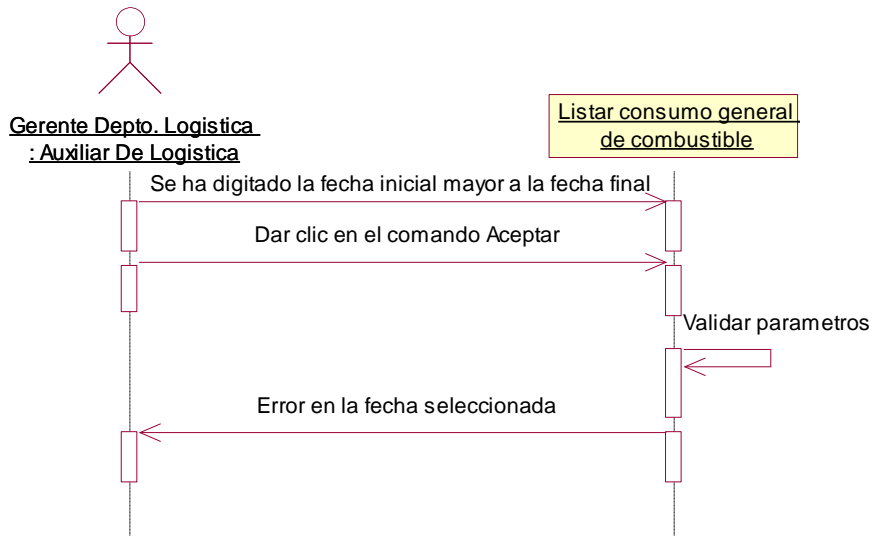 Gerente Depto. Logistica
: Auxiliar De Logistica
Listar consumo general
de combustible
Se ha digitado la fecha inicial mayor a la fecha final
Dar clic en el comando Aceptar
Validar parametros
Error en la fecha seleccionada